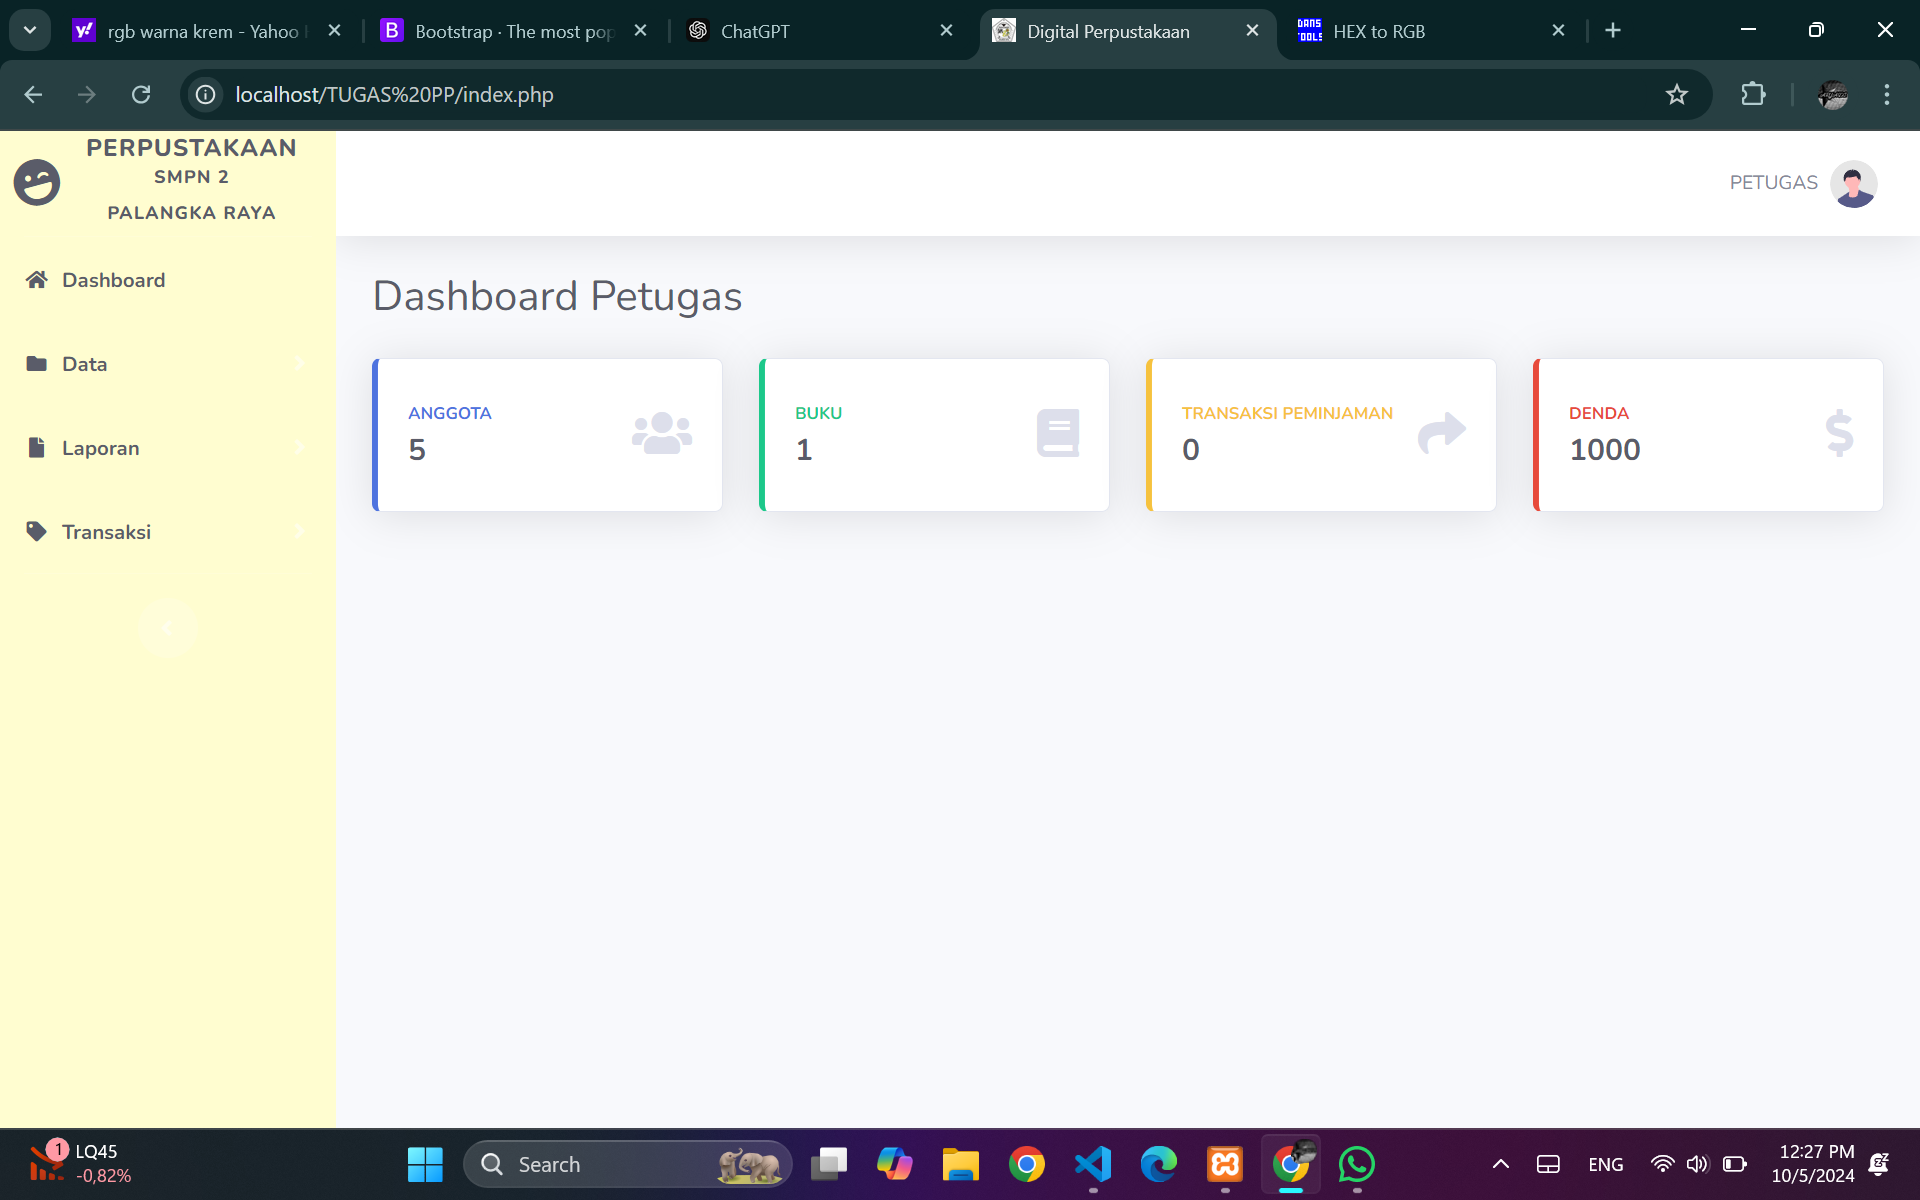 rgb warna krem - Yahoo
Bootstrap · The most pop
ChatGPT
Digital Perpustakaan
DANS TOOLS
HEX to RGB
localhost/TUGAS%20PP/index.php
PERPUSTAKAAN
SMPN 2
PALANGKA RAYA
PETUGAS
Dashboard
Data
Laporan
Transaksi
Dashboard Petugas
ANGGOTA
5
BUKU
1
TRANSAKSI PEMINJAMAN
0
DENDA
1000
1
LQ45
-0,82%
Search
ENG
12:27 PM
10/5/2024